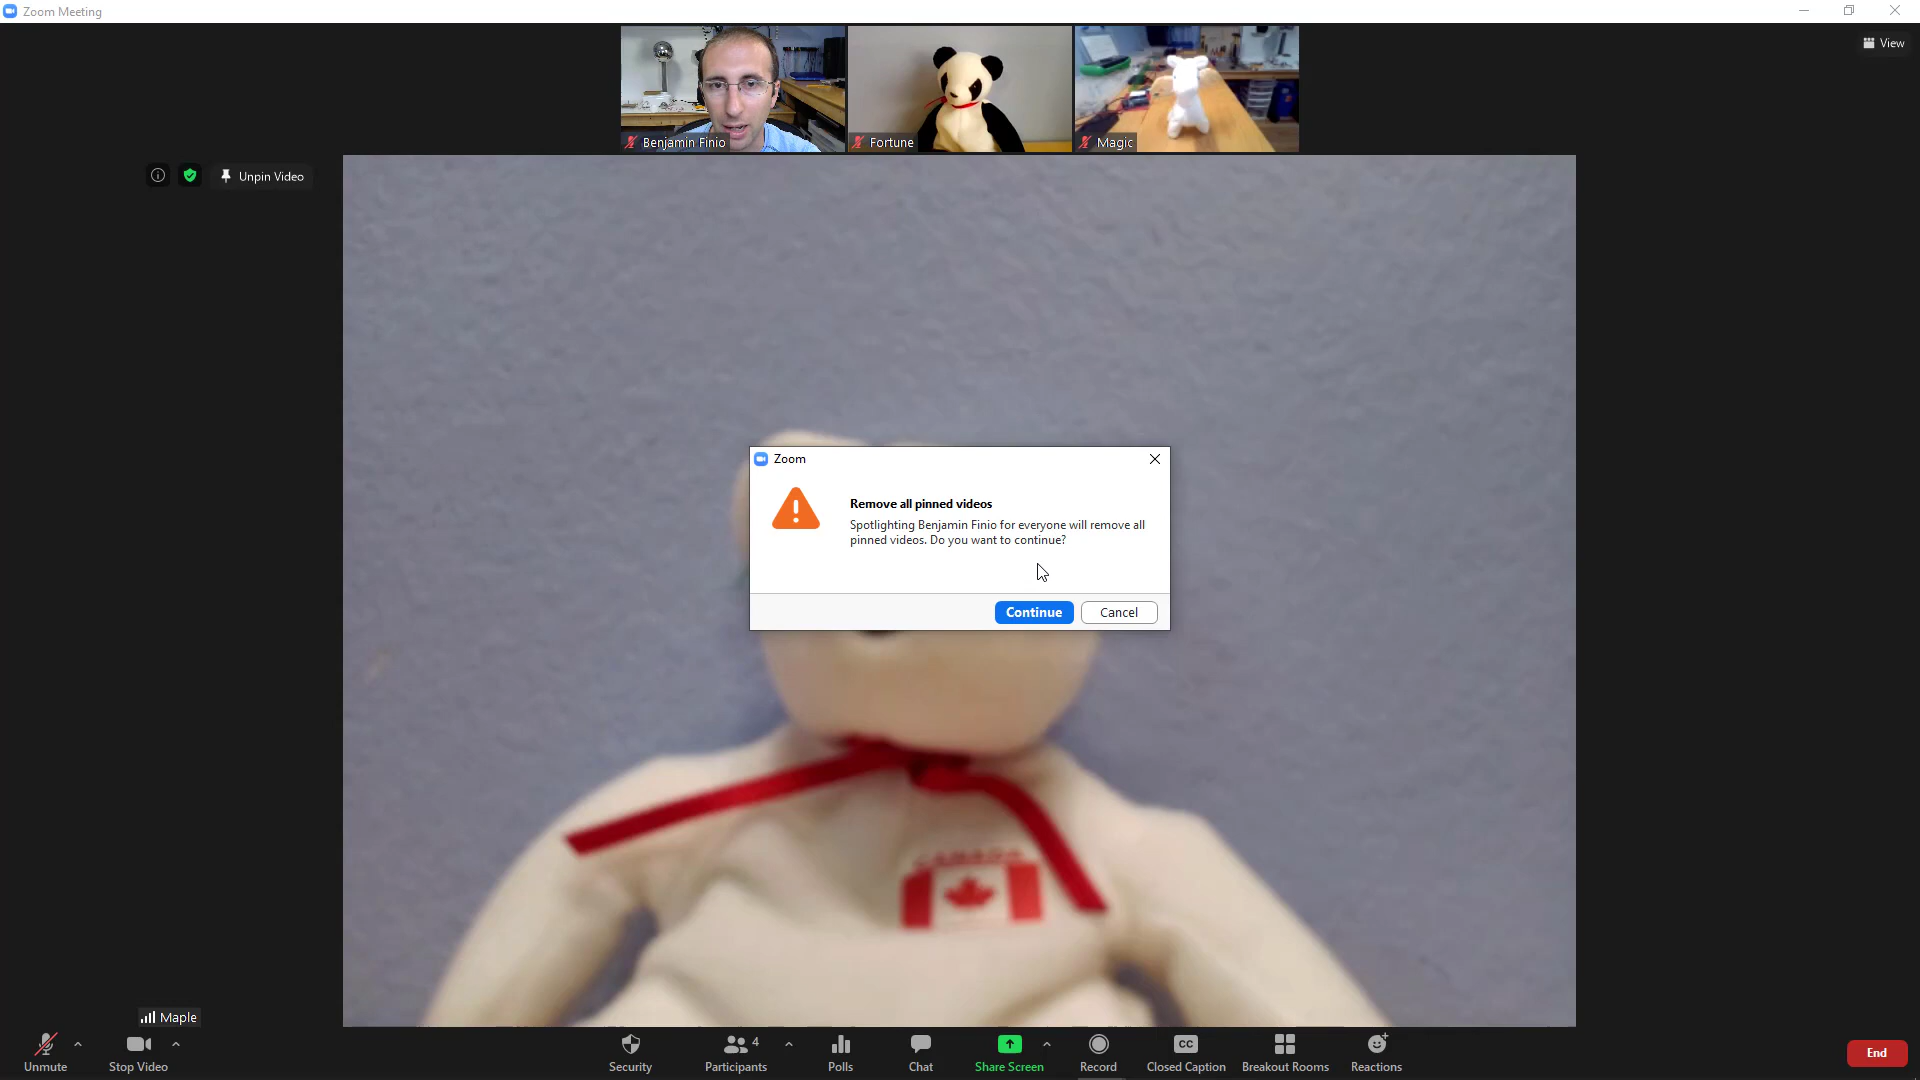 Zoom Meeting
View
Benjamin Finio
Fortune
Magic
Unpin Video
Zoom
Remove all pinned videos
Spotlighting Benjamin Finio for everyone will remove all
pinned videos. Do you want to continue?
Continue
Cancel
CANADA
Maple
Unmute
Stop Video
Security
4
Participants
Polls
Chat
Share Screen
Record
CC
Closed Caption
Breakout Rooms
Reactions
End